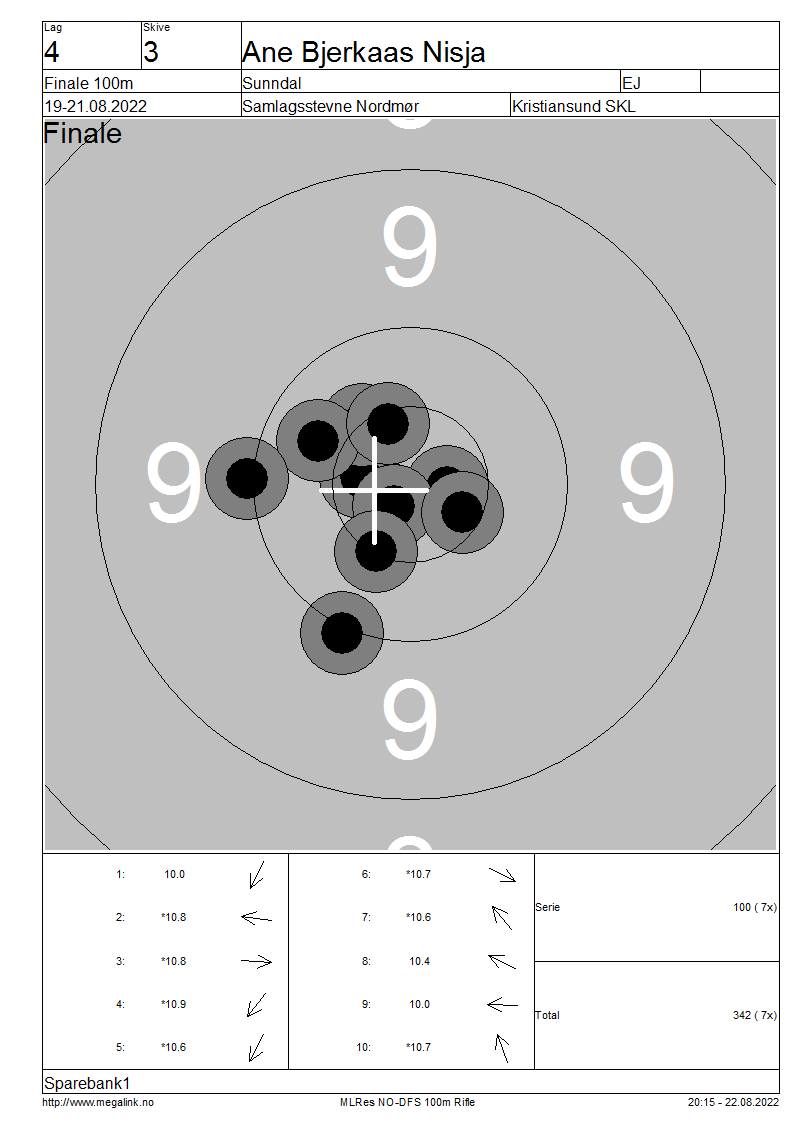 Lag Skive
4 3 Ane Bjerkaas Nisja
Finale 100m Sunndal EJ
19-21.08.2022 Samlagsstevne Nordmør Kristiansund SKL
Finale
9
9 9
9
1: 10.0 6: *10.7
2: *10.8 7: *10.6
Serie 100 ( 7x)
3: *10.8 8: 10.4
4: *10.9 9: 10.0
Total 342 ( 7x)
5: *10.6 10: *10.7
Sparebank1
http://www.megalink.no MLRes NO-DFS 100m Rifle 20:15 - 22.08.2022